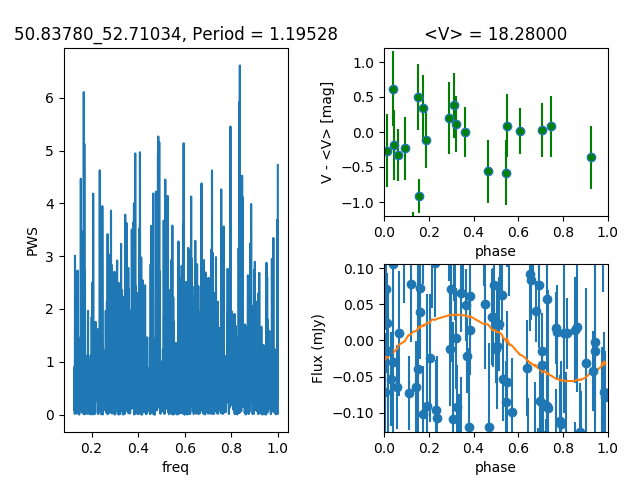 50.83780_52.71034, Period = 1.19528
<V> = 18.28000
PWS
6
5
4
3
2
1
0
0.2 0.4 0.6 0.8 1.0
freq
V - <V> [mag]
1.0
0.5
0.0
−0.5
−1.0
0.0 0.2 0.4 0.6 0.8 1.0
phase
Flux (mJy)
0.10
0.05
0.00
−0.05
−0.10
0.0 0.2 0.4 0.6 0.8 1.0
phase